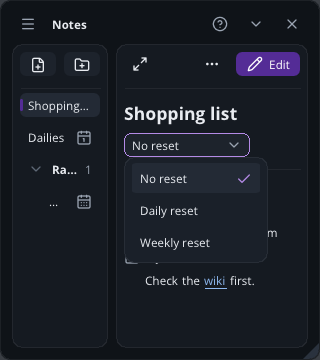 Notes
Edit
Shopping...
Dailies
1
Ra... 1
...
Shopping list
No reset
No reset
Daily reset
Weekly reset
Check the wiki first.